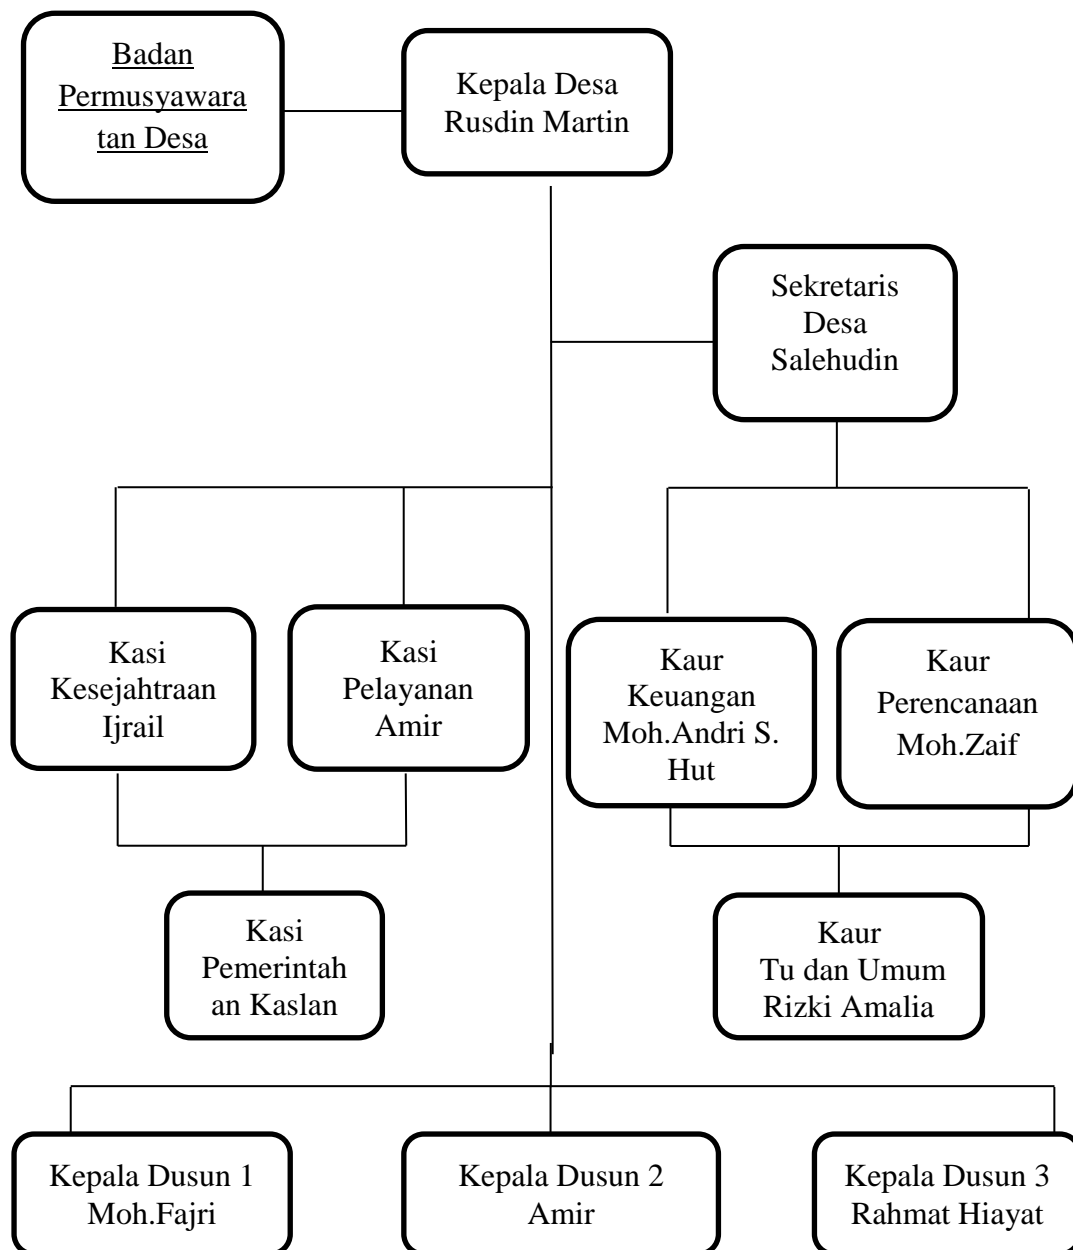 Badan
Permusyawara
tan Desa
Kepala Desa
Rusdin Martin
Sekretaris
Desa
Salehudin
Kasi
Kesejahtraan
Ijrail
Kasi
Pelayanan
Amir
Kaur
Keuangan
Moh.Andri S.
Hut
Kaur
Perencanaan
Moh.Zaif
Kasi
Pemerintah
an Kaslan
Kaur
Tu dan Umum
Rizki Amalia
Kepala Dusun 1
Moh.Fajri
Kepala Dusun 2
Amir
Kepala Dusun 3
Rahmat Hiayat